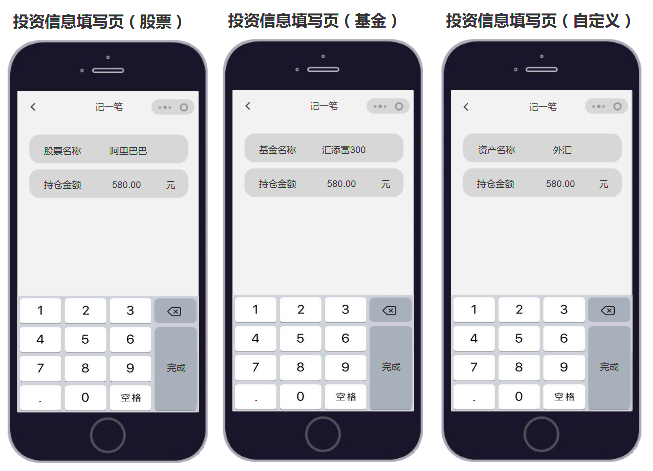 投资信息填写页（股票）
记一笔
股票名称 阿里巴巴
持仓金额 580.00 元
1 2 3
4 5 6
7 8 9 完成
. 0 空格
投资信息填写页（基金）
记一笔
基金名称 汇添富300
持仓金额 580.00 元
1 2 3
4 5 6
7 8 9 完成
. 0 空格
投资信息填写页（自定义）
记一笔
资产名称 外汇
持仓金额 580.00 元
1 2 3
4 5 6
7 8 9 完成
. 0 空格